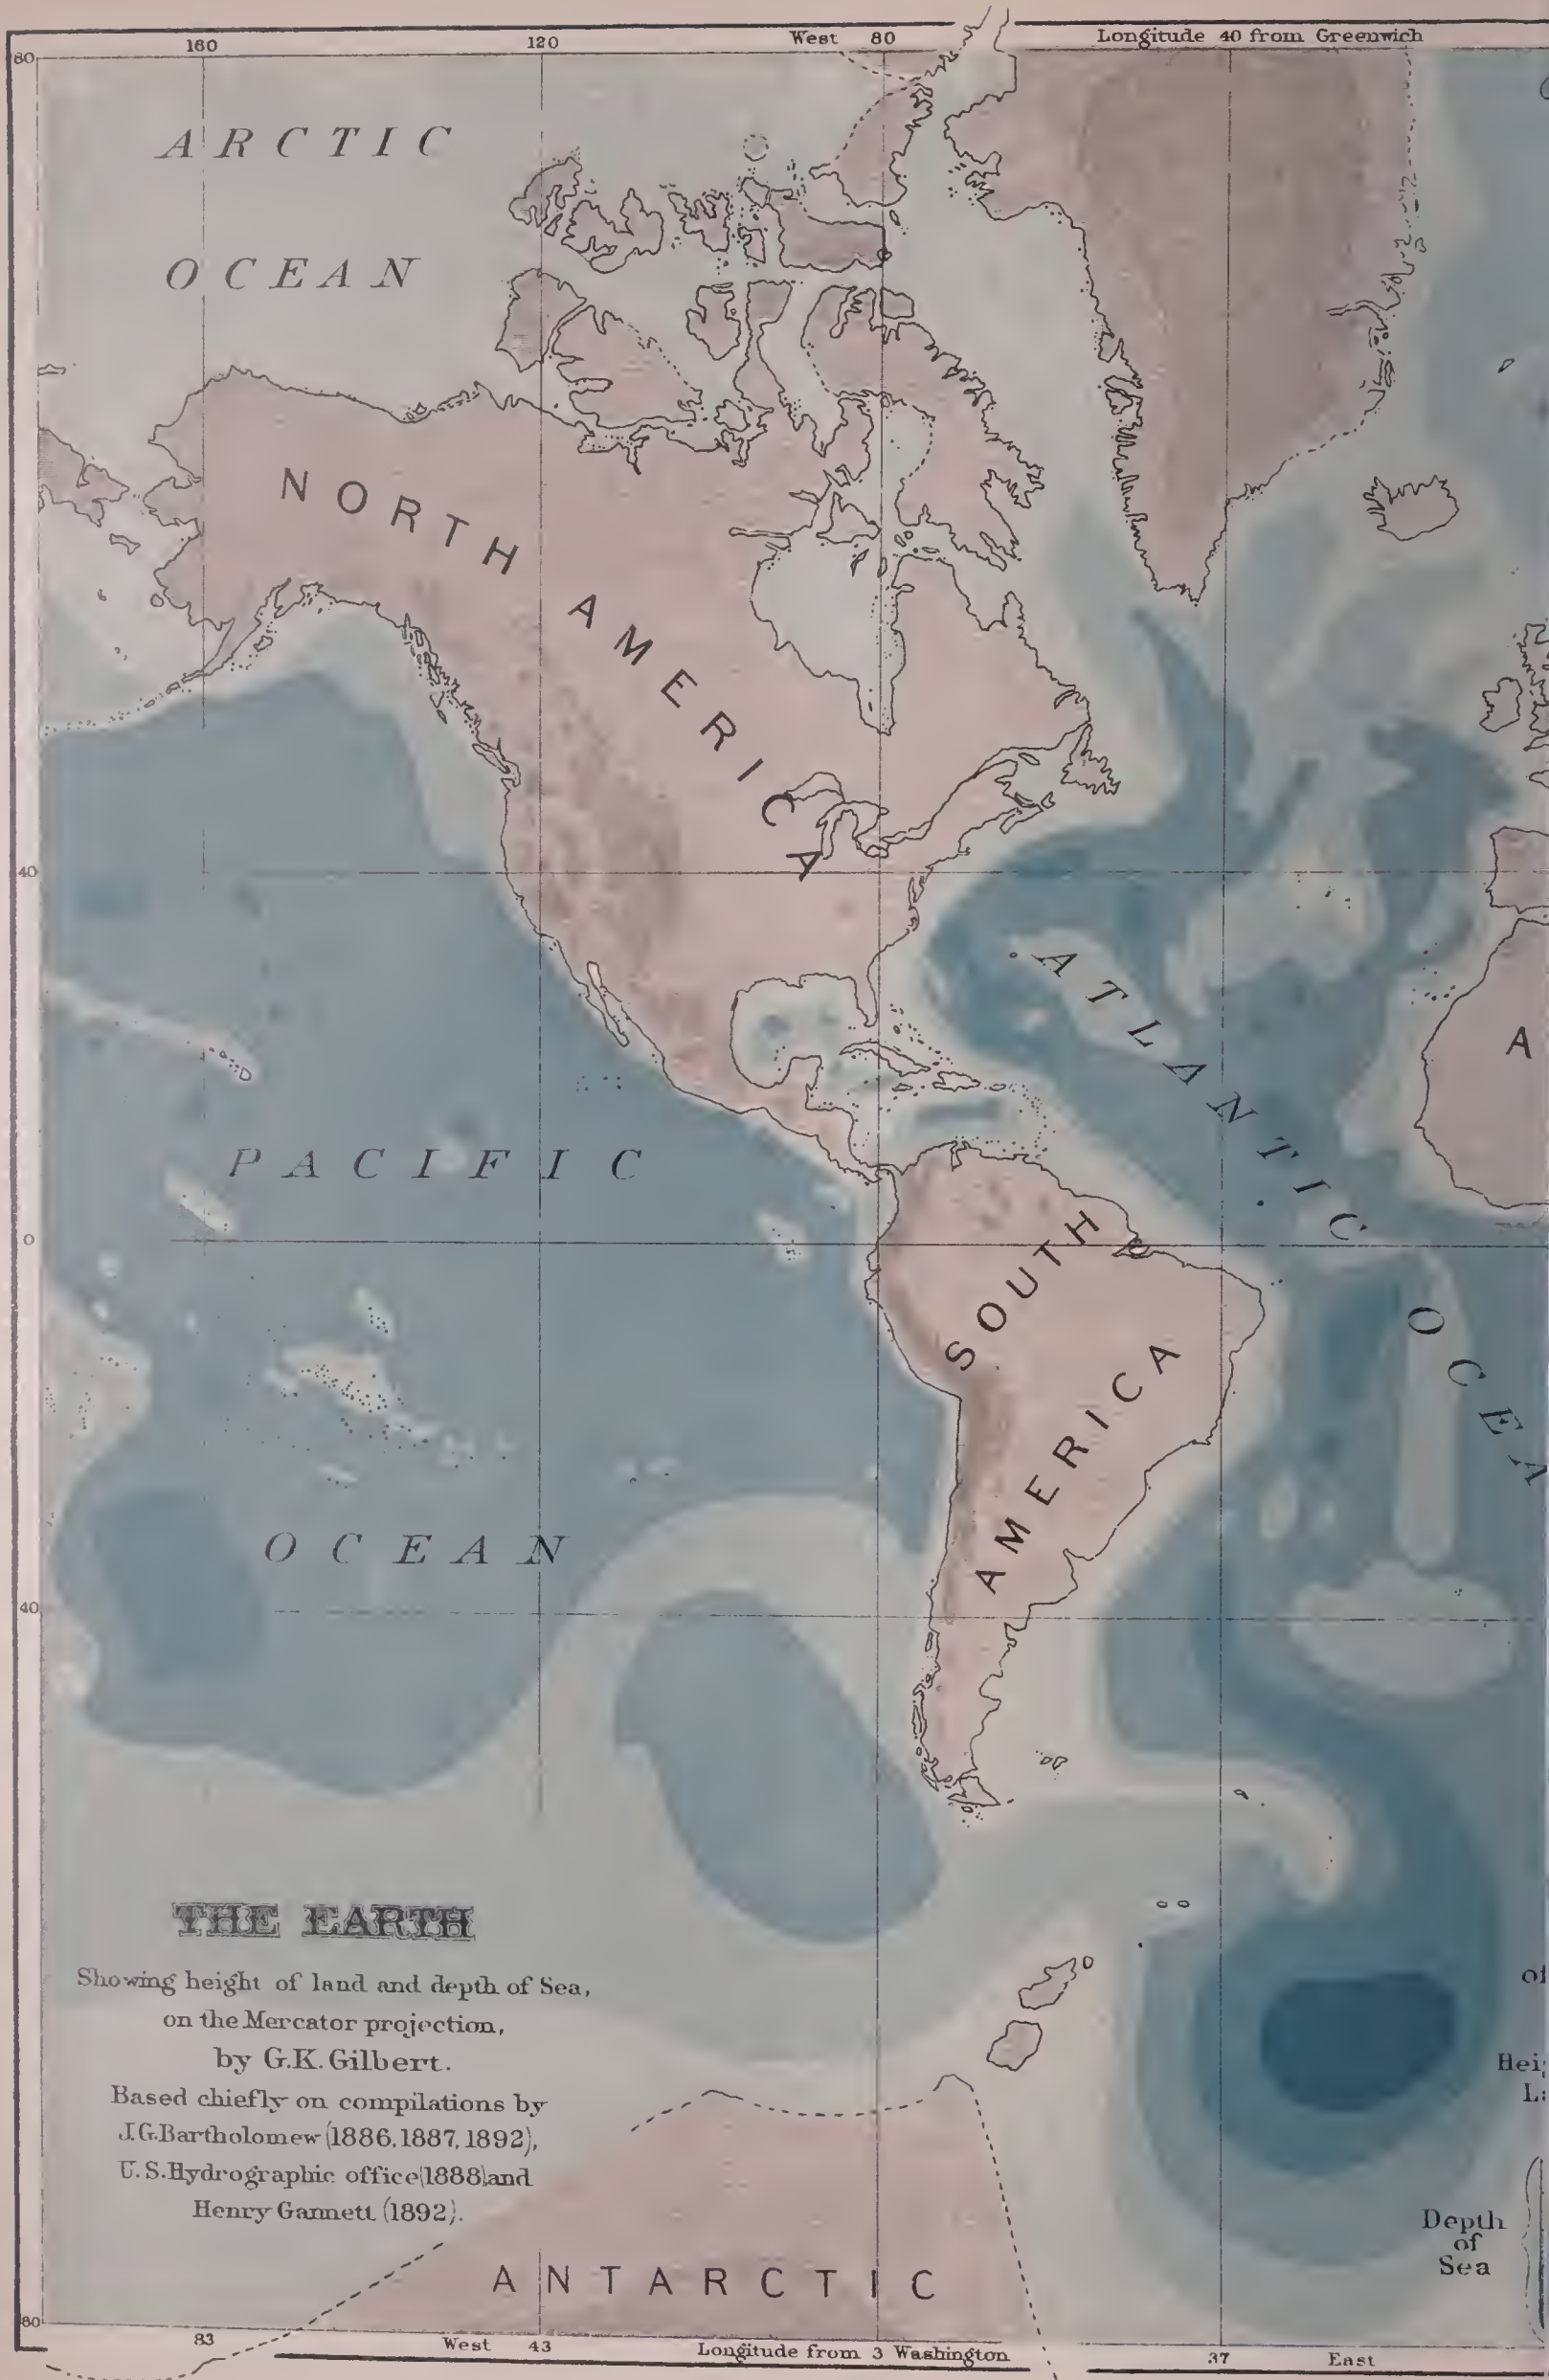 160 120 West 80 Longitude 40 from Greenwich
80
ARCTIC
OCEAN
NORTH AMERICA
40
ATLANTIC OCEA
A
PACIFIC
0
SOUTH
AMERICA
OCEAN
40
THE EARTH
Showing height of land and depth of Sea,
on the Mercator projection,
by G.K. Gilbert.
Based chiefly on compilations by
J.G.Bartholomew (1886, 1887, 1892),
U.S. Hydrographic office (1888) and
Henry Gannett (1892).
of
Hei
L
Depth
of
Sea
ANTARCTIC
80
83 West 43 Longitude from 3 Washington 37 East